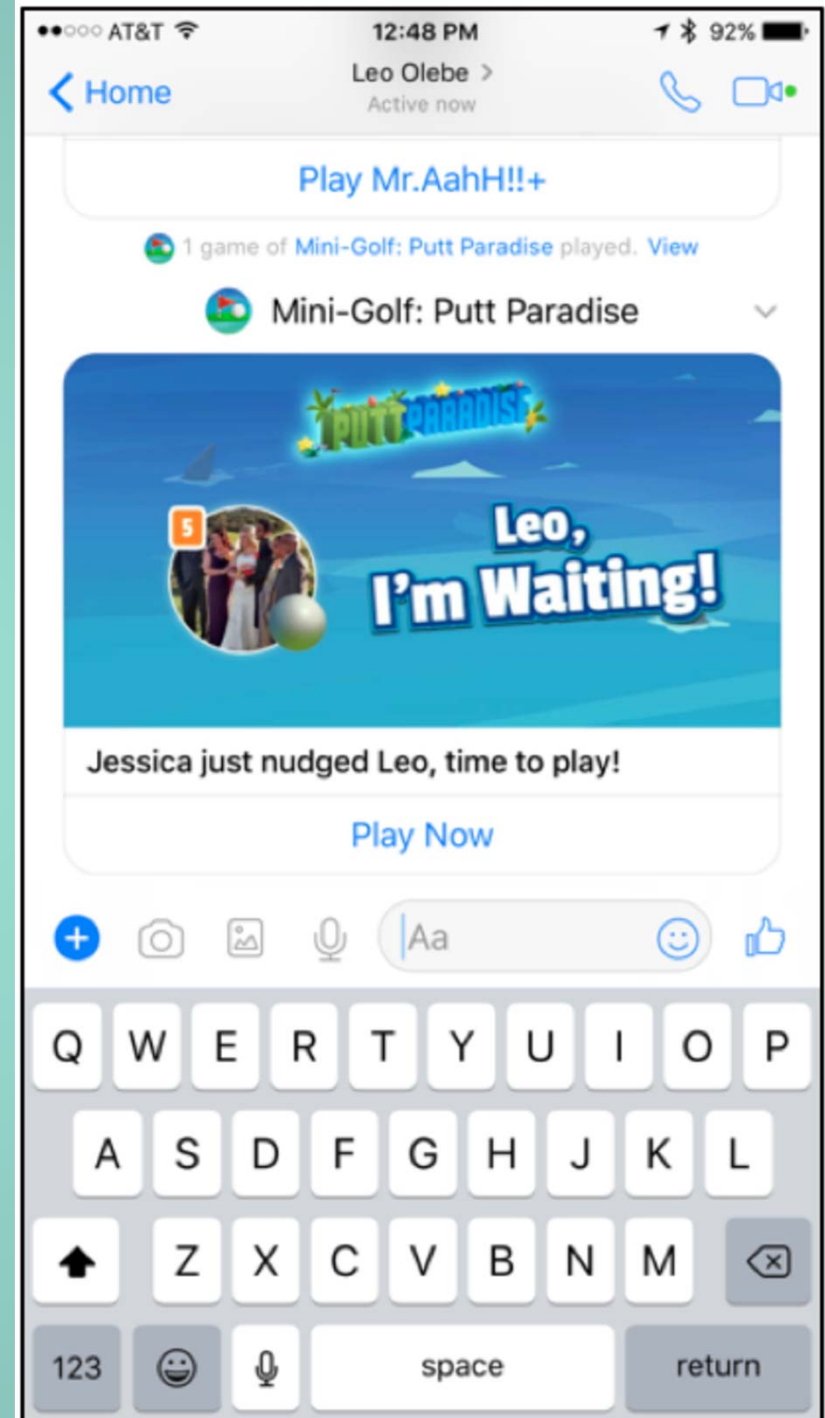 AT&T 12:48 PM 92%
Home Leo Olebe >
Active now
Play Mr.AahH!!+
1 game of Mini-Golf: Putt Paradise played. View
Mini-Golf: Putt Paradise
PUTT PARADISE
5
Leo,
I'm Waiting!
Jessica just nudged Leo, time to play!
Play Now
Aa
Q W E R T Y U I O P
A S D F G H J K L
Z X C V B N M
123 space return